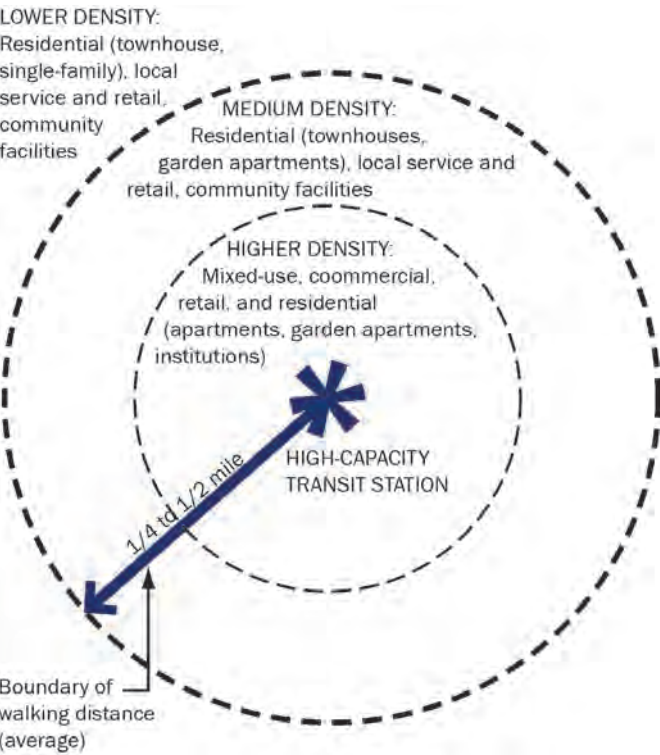 LOWER DENSITY:
Residential (townhouse,
single-family), local
service and retail,
community
facilities
MEDIUM DENSITY:
Residential (townhouses,
garden apartments), local service and
retail, community facilities
HIGHER DENSITY:
Mixed-use, coommercial,
retail, and residential
(apartments, garden apartments,
institutions)
HIGH-CAPACITY
TRANSIT STATION
1/4 td 1/2 mile
Boundary of
walking distance
(average)